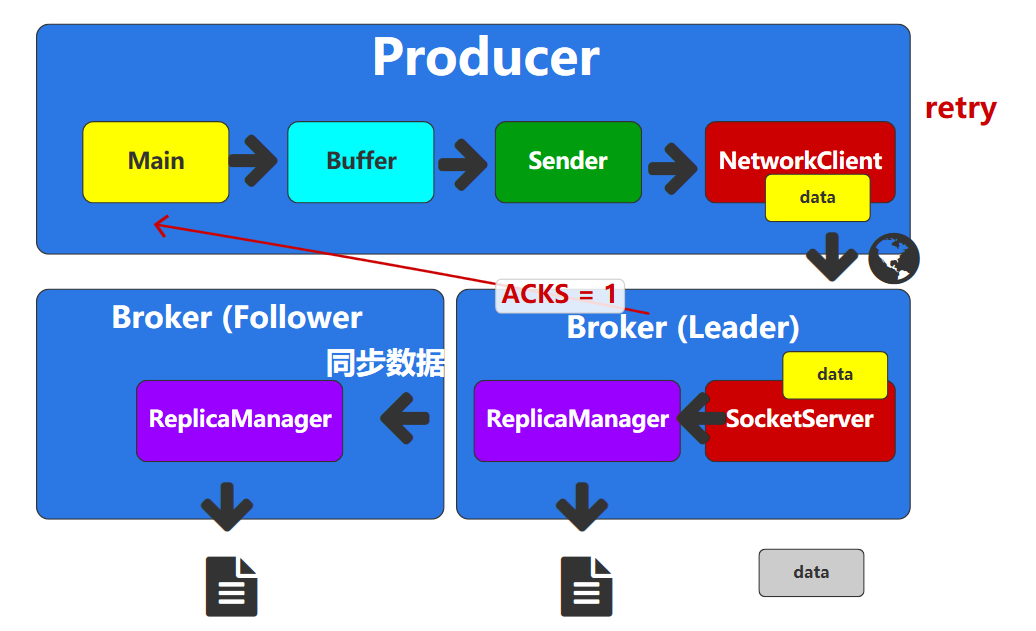 Producer
retry
Main
Buffer
Sender
NetworkClient
data
ACKS = 1
Broker (Follower
Broker (Leader)
同步数据
data
ReplicaManager
ReplicaManager
SocketServer
data